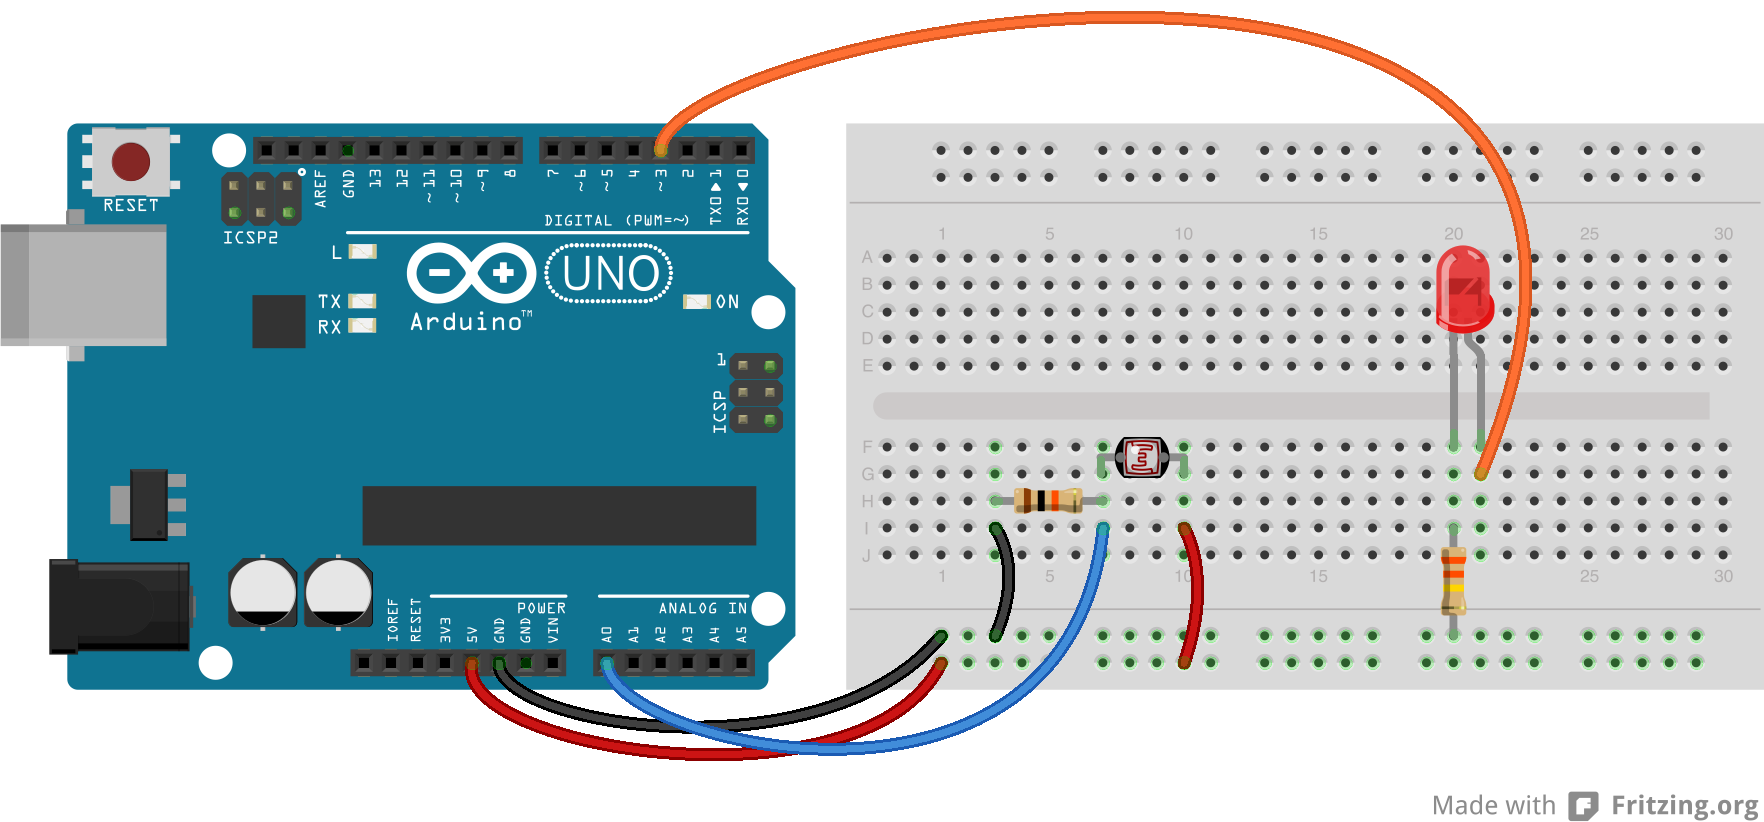 RESET
ICSP2
AREF
GND
13
12
~11
~10
~9
8
7
~6
~5
4
~3
2
TX0▶1
RX0◀0
DIGITAL (PWM=~)
L
TX
RX
UNO
Arduino™
ON
1
ICSP
IOREF
RESET
3V3
5V
GND
GND
VIN
POWER
ANALOG IN
A0
A1
A2
A3
A4
A5
1 5 10 15 20 25 30
A
B
C
D
E
F
G
H
I
J
1 5 10 15 25 30
Made with Fritzing.org